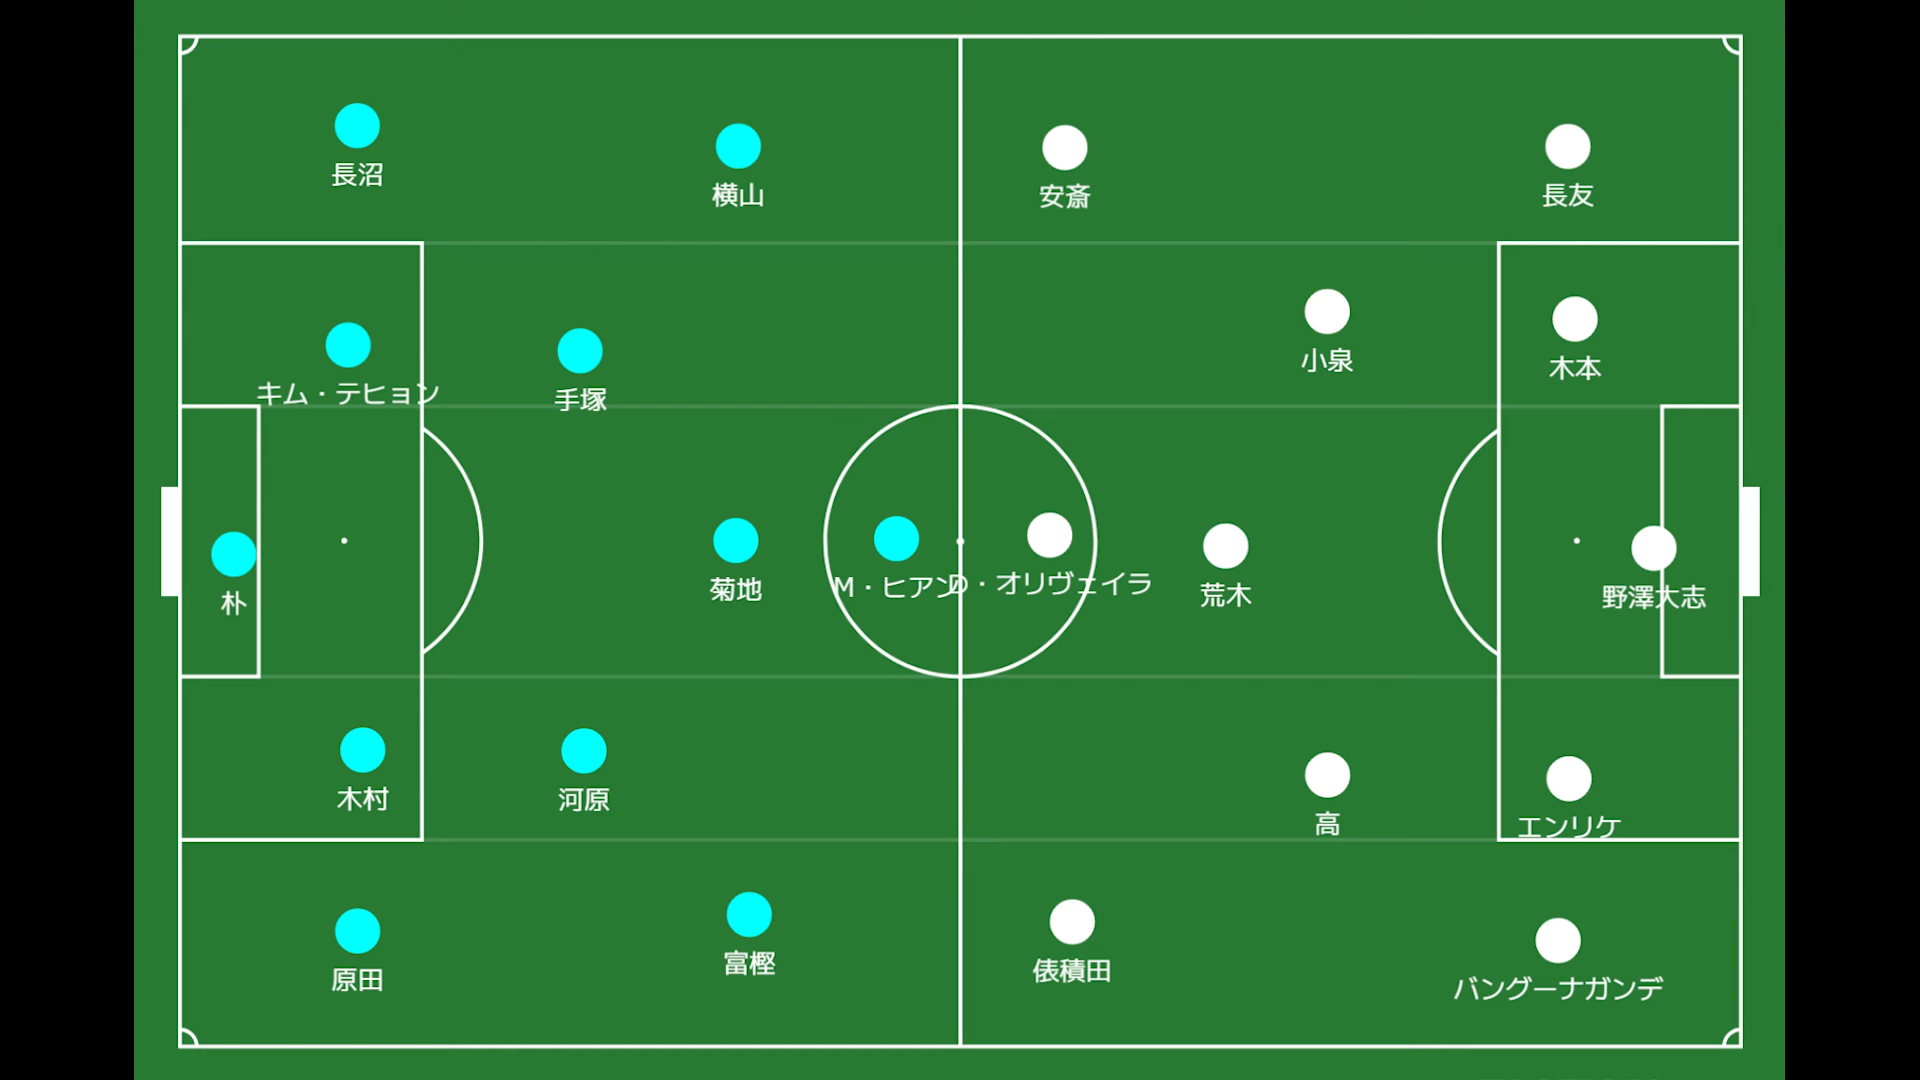 長沼
横山
安斎
長友
キム・テヒョン
手塚
小泉
木本
朴
菊地
M・ヒアン
D・オリヴェイラ
荒木
野澤大志
木村
河原
高
エンリケ
原田
富樫
俵積田
バングーナガンデ